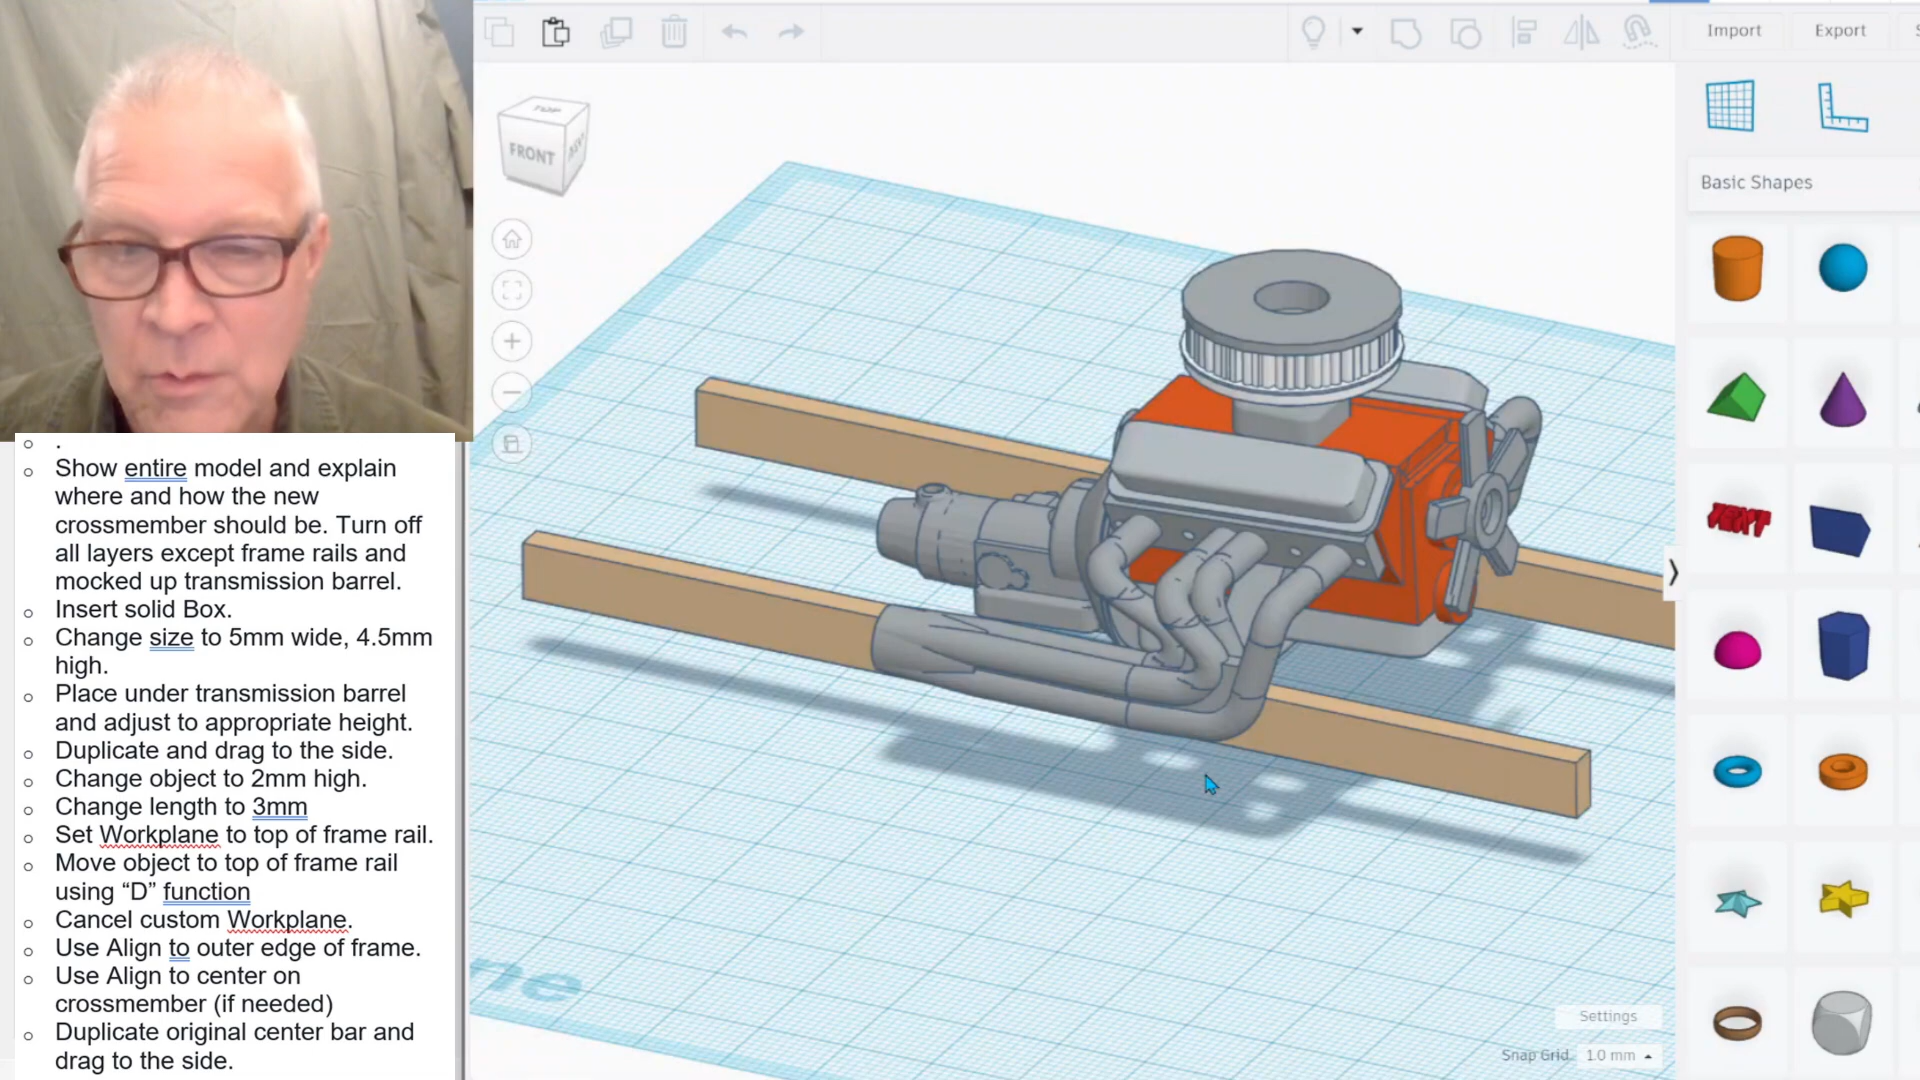 Import
Export
TOP
FRONT
Basic Shapes
TEXT
.
Show entire model and explain
where and how the new
crossmember should be. Turn off
all layers except frame rails and
mocked up transmission barrel.
Insert solid Box.
Change size to 5mm wide, 4.5mm
high.
Place under transmission barrel
and adjust to appropriate height.
Duplicate and drag to the side.
Change object to 2mm high.
Change length to 3mm
Set Workplane to top of frame rail.
Move object to top of frame rail
using “D” function
Cancel custom Workplane.
Use Align to outer edge of frame.
Use Align to center on
crossmember (if needed)
Duplicate original center bar and
drag to the side.
ne
Settings
Snap Grid 1.0 mm